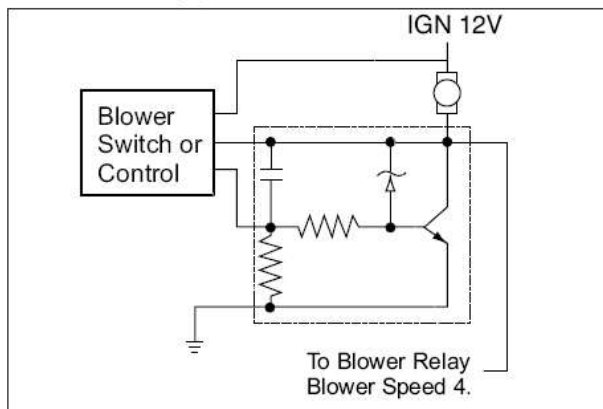 IGN 12V
Blower
Switch or
Control
To Blower Relay
Blower Speed 4.